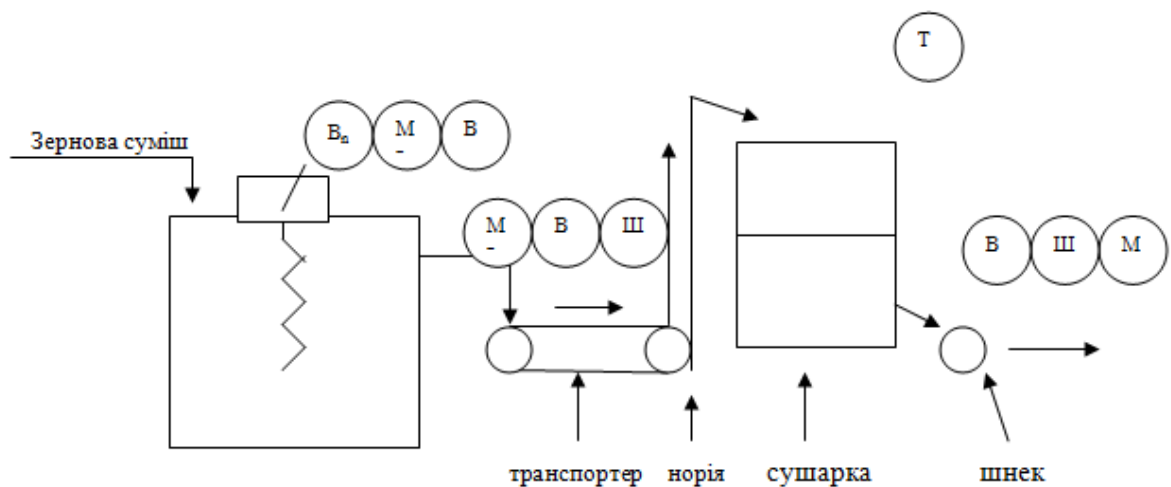 Т
Вп М - В
Зернова суміш
М - В Ш
В Ш М
транспортер норія сушарка шнек